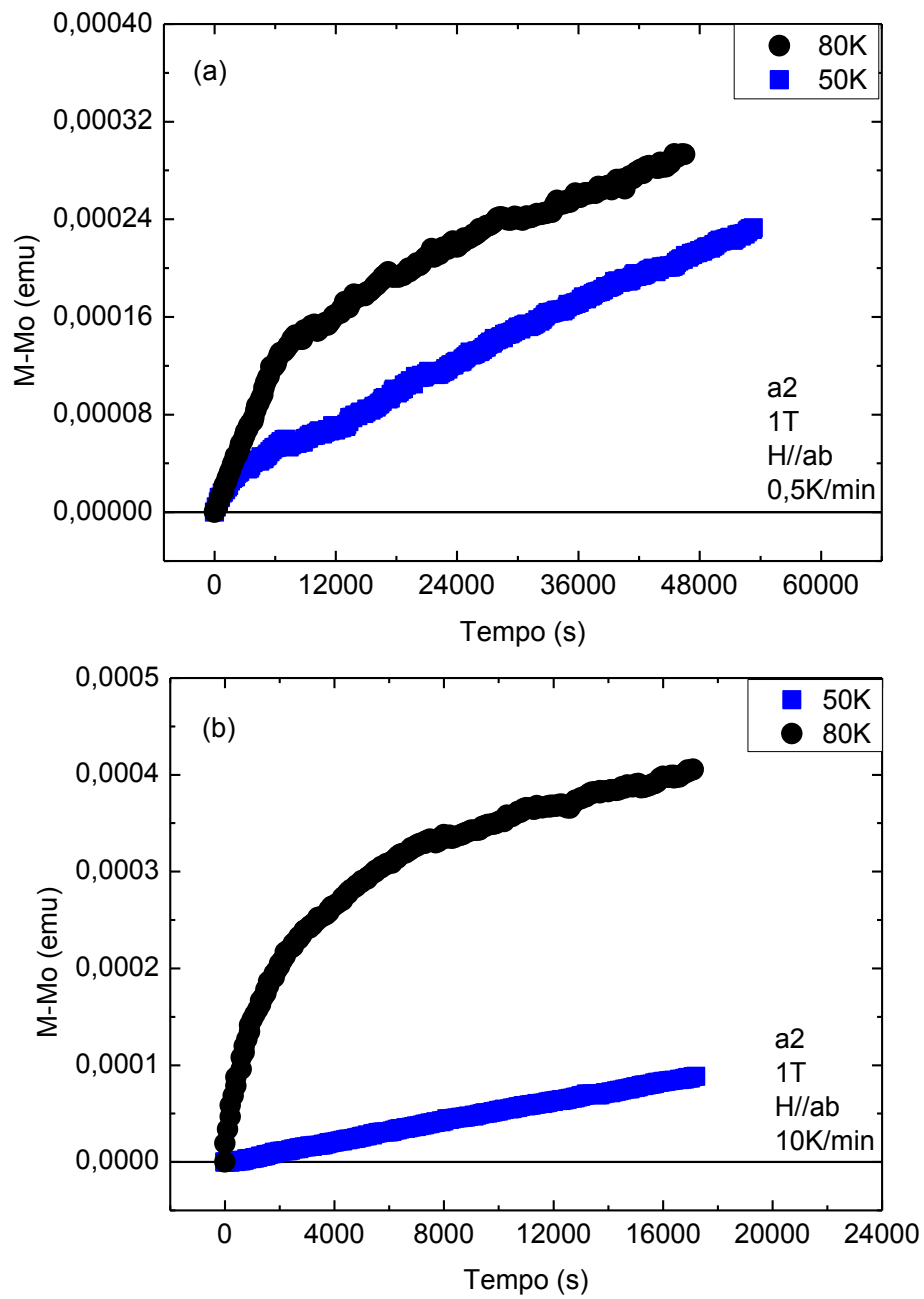 0,00040
80K
(a)
50K
0,00032
0,00024
M-Mo (emu)
0,00016
a2
0,00008
1T
H//ab
0,00000
0,5K/min
0 12000 24000 36000 48000 60000
Tempo (s)
0,0005
50K
(b)
80K
0,0004
0,0003
M-Mo (emu)
0,0002
a2
0,0001
1T
H//ab
10K/min
0,0000
0 4000 8000 12000 16000 20000 24000
Tempo (s)